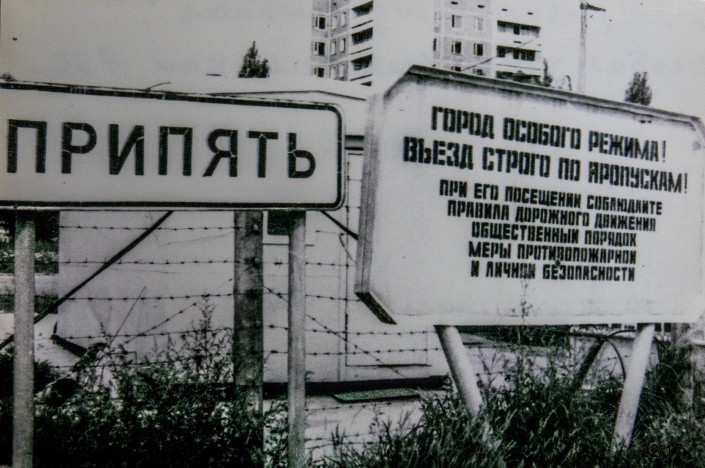 ПРИПЯТЬ
ГОРОД ОСОБОГО РЕЖИМА!
ВЪЕЗД СТРОГО ПО ПРОПУСКАМ!
ПРИ ЕГО ПОСЕЩЕНИИ СОБЛЮДАЙТЕ
ПРАВИЛА ДОРОЖНОГО ДВИЖЕНИЯ
ОБЩЕСТВЕННЫЙ ПОРЯДОК
МЕРЫ ПРОТИВОПОЖАРНОЙ
И ЛИЧНОЙ БЕЗОПАСНОСТИ